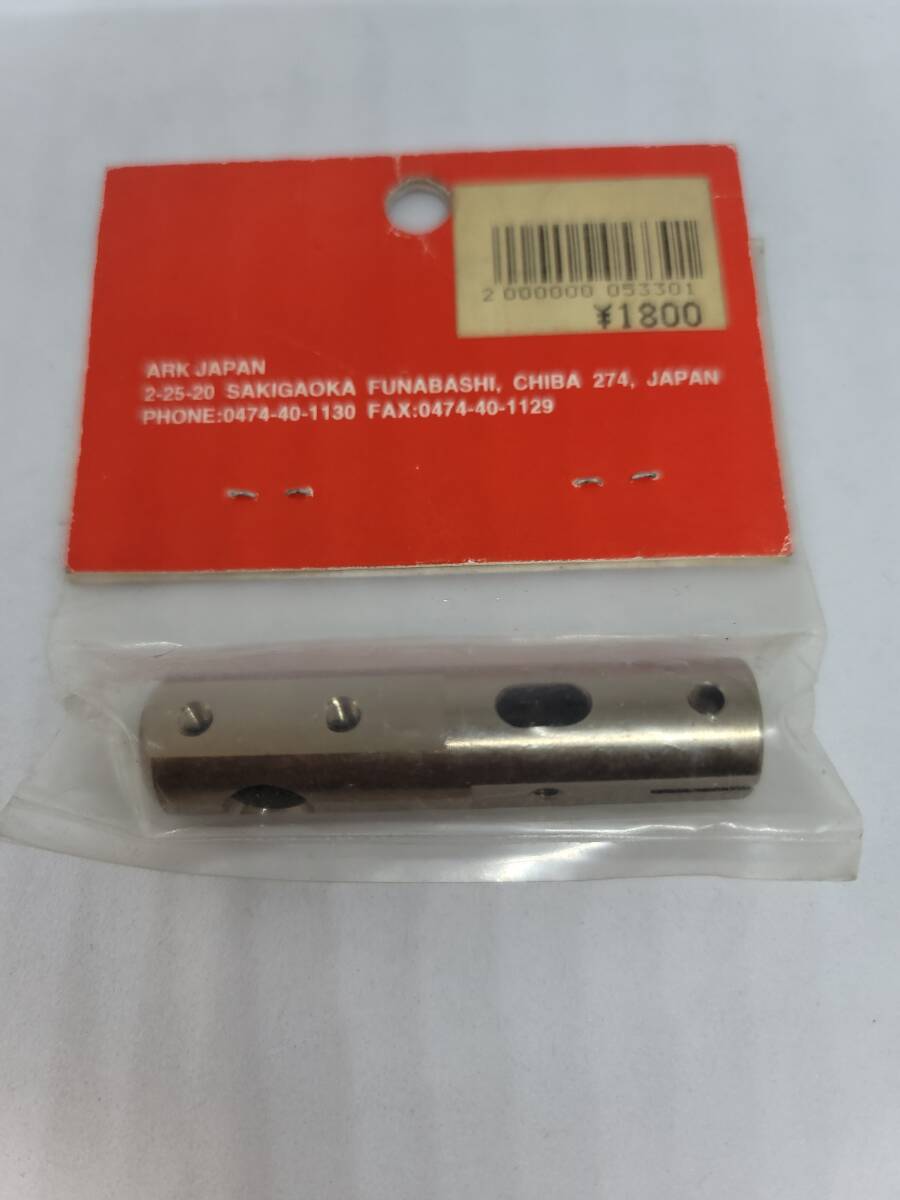 2 000000 053301
¥1800
ARK JAPAN
2-25-20 SAKIGAOKA FUNABASHI, CHIBA 274, JAPAN
PHONE:0474-40-1130 FAX:0474-40-1129